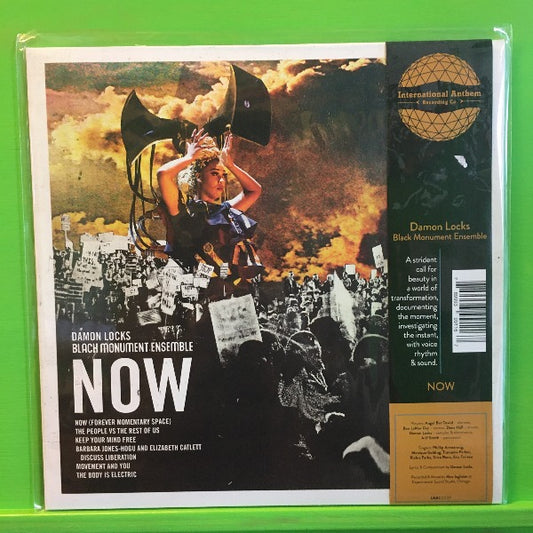 DAMON LOCKS
BLACK MONUMENT ENSEMBLE
NOW
NOW (FOREVER MOMENTARY SPACE)
THE PEOPLE VS THE REST OF US
KEEP YOUR MIND FREE
BARBARA JONES-HOGU AND ELIZABETH CATLETT
DISCUSS LIBERATION
MOVEMENT AND YOU
THE BODY IS ELECTRIC
International Anthem
Recording Co
Damon Locks
Black Monument Ensemble
A strident
call for
beauty in
a world of
transformation,
documenting
the moment,
investigating
the instant,
with voice
rhythm
& sound.
NOW